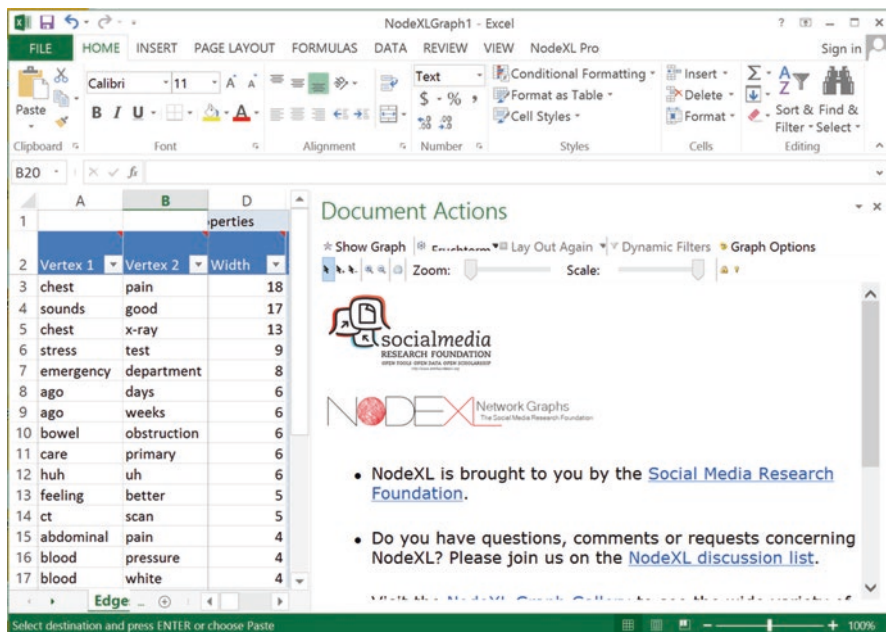 NodeXLGraph1 - Excel
FILE HOME INSERT PAGE LAYOUT FORMULAS DATA REVIEW VIEW NodeXL Pro Sign in
Calibri 11 A A Text Conditional Formatting Insert Σ A Z
Paste B I U A $ - % , Format as Table Delete Sort & Find &
Cell Styles Format Filter Select
Clipboard Font Alignment Number Styles Cells Editing
B20 fx
A B D
1 perties
2 Vertex 1 Vertex 2 Width
3 chest pain 18
4 sounds good 17
5 chest x-ray 13
6 stress test 9
7 emergency department 8
8 ago days 6
9 ago weeks 6
10 bowel obstruction 6
11 care primary 6
12 huh uh 6
13 feeling better 5
14 ct scan 5
15 abdominal pain 4
16 blood pressure 4
17 blood white 4
Edge ...
Document Actions
Show Graph Lay Out Again Dynamic Filters Graph Options
Zoom: Scale:
socialmedia
RESEARCH FOUNDATION
OPEN TOOLS OPEN DATA OPEN SCHOLARSHIP
NODEXL Network Graphs
The Social Media Research Foundation
• NodeXL is brought to you by the Social Media Research
Foundation.
• Do you have questions, comments or requests concerning
NodeXL? Please join us on the NodeXL discussion list.
Select destination and press ENTER or choose Paste 100%